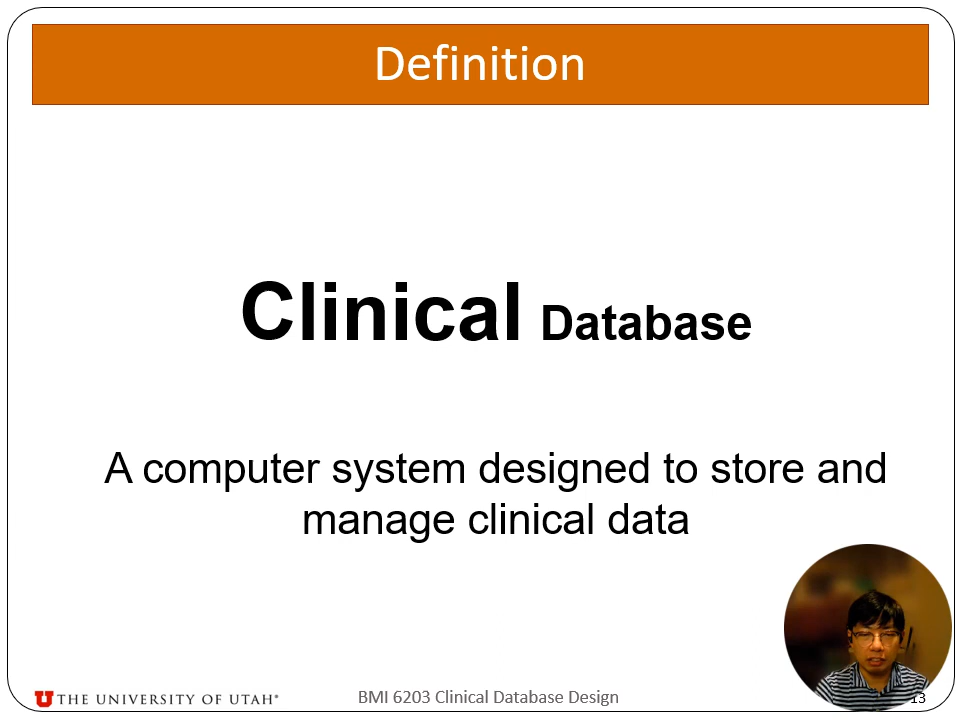 Definition
Clinical Database
A computer system designed to store and
manage clinical data
THE UNIVERSITY OF UTAH®
BMI 6203 Clinical Database Design
13